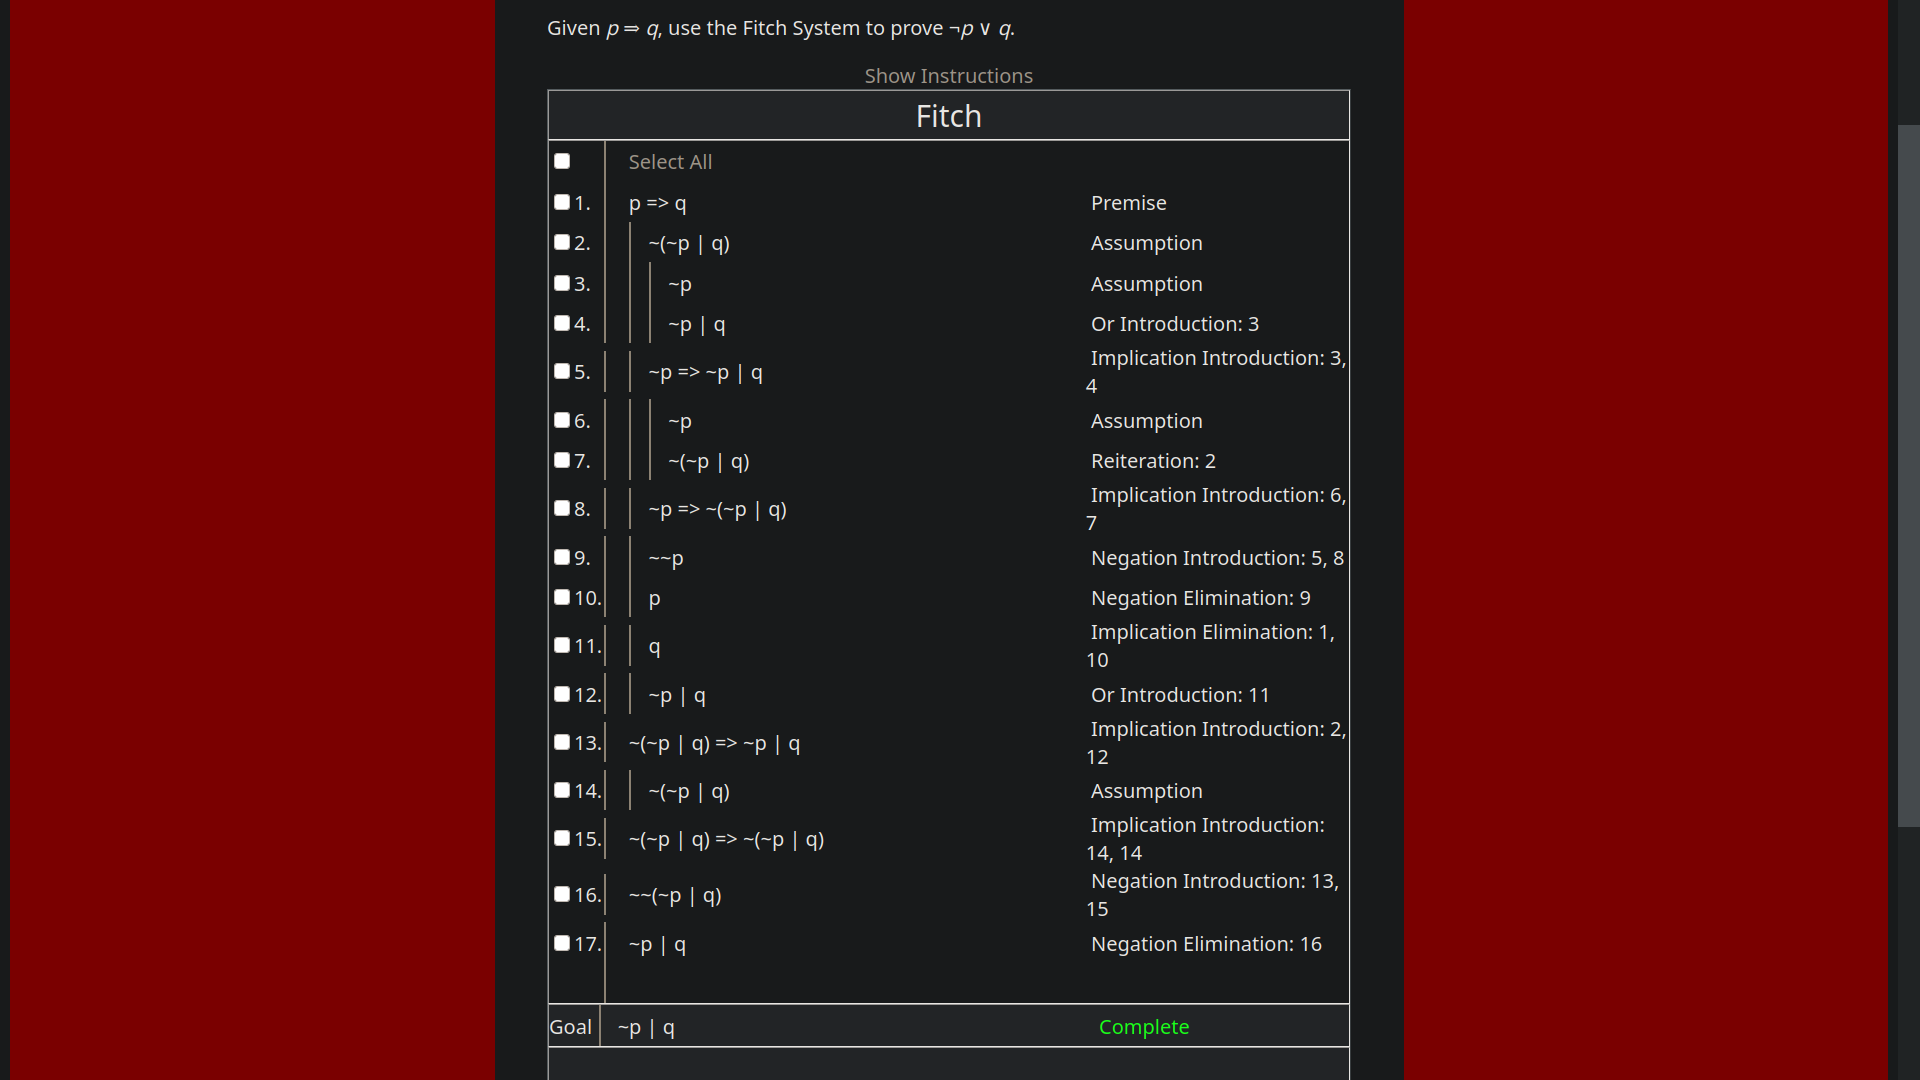 Given p ⇒ q, use the Fitch System to prove ¬p ∨ q.
Show Instructions
Fitch
Select All
1. p => q Premise
2. ~(~p | q) Assumption
3. ~p Assumption
4. ~p | q Or Introduction: 3
5. ~p => ~p | q Implication Introduction: 3,
4
6. ~p Assumption
7. ~(~p | q) Reiteration: 2
8. ~p => ~(~p | q) Implication Introduction: 6,
7
9. ~~p Negation Introduction: 5, 8
10. p Negation Elimination: 9
11. q Implication Elimination: 1,
10
12. ~p | q Or Introduction: 11
13. ~(~p | q) => ~p | q Implication Introduction: 2,
12
14. ~(~p | q) Assumption
15. ~(~p | q) => ~(~p | q) Implication Introduction:
14, 14
16. ~~(~p | q) Negation Introduction: 13,
15
17. ~p | q Negation Elimination: 16
Goal ~p | q Complete